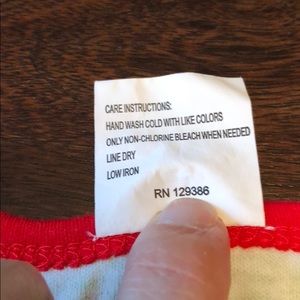 CARE INSTRUCTIONS:
HAND WASH COLD WITH LIKE COLORS
ONLY NON-CHLORINE BLEACH WHEN NEEDED
LINE DRY
LOW IRON
RN 129386